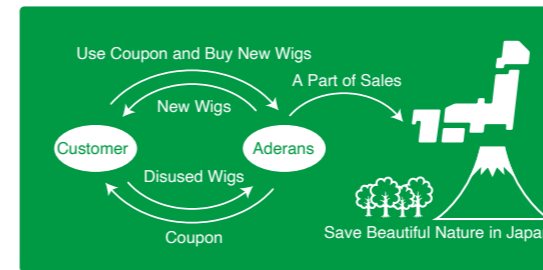 Use Coupon and Buy New Wigs
A Part of Sales
New Wigs
Customer
Aderans
Disused Wigs
Coupon
Save Beautiful Nature in Japa